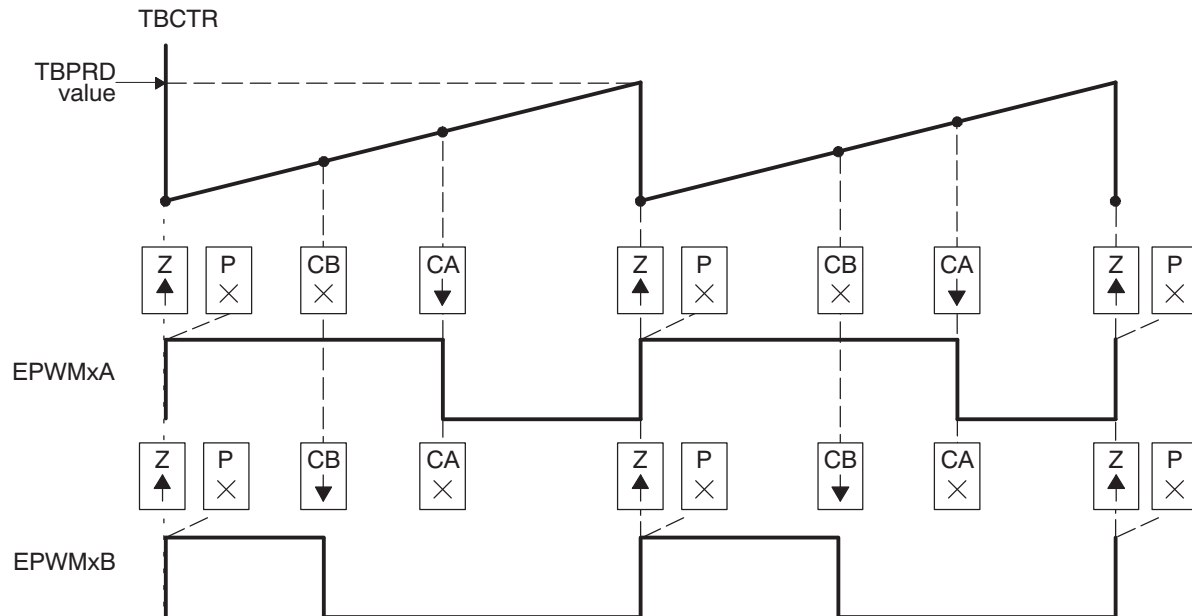 TBCTR
TBPRD
value
Z P CB CA Z P CB CA Z P
EPWMxA
Z P CB CA Z P CB CA Z P
EPWMxB